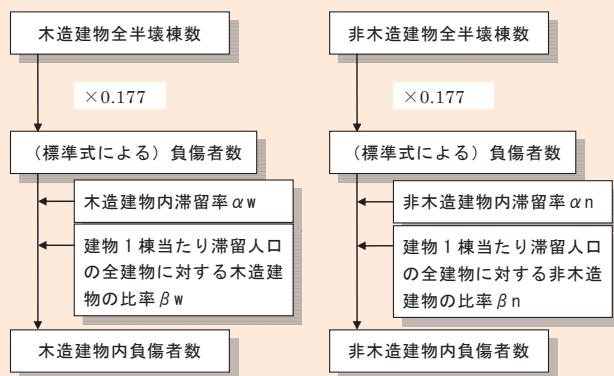 木造建物全半壊棟数
×0.177
(標準式による)負傷者数
木造建物内滞留率αw
建物1棟当たり滞留人口
の全建物に対する木造建
物の比率βw
木造建物内負傷者数
非木造建物全半壊棟数
×0.177
(標準式による)負傷者数
非木造建物内滞留率αn
建物1棟当たり滞留人口
の全建物に対する非木造
建物の比率βn
非木造建物内負傷者数